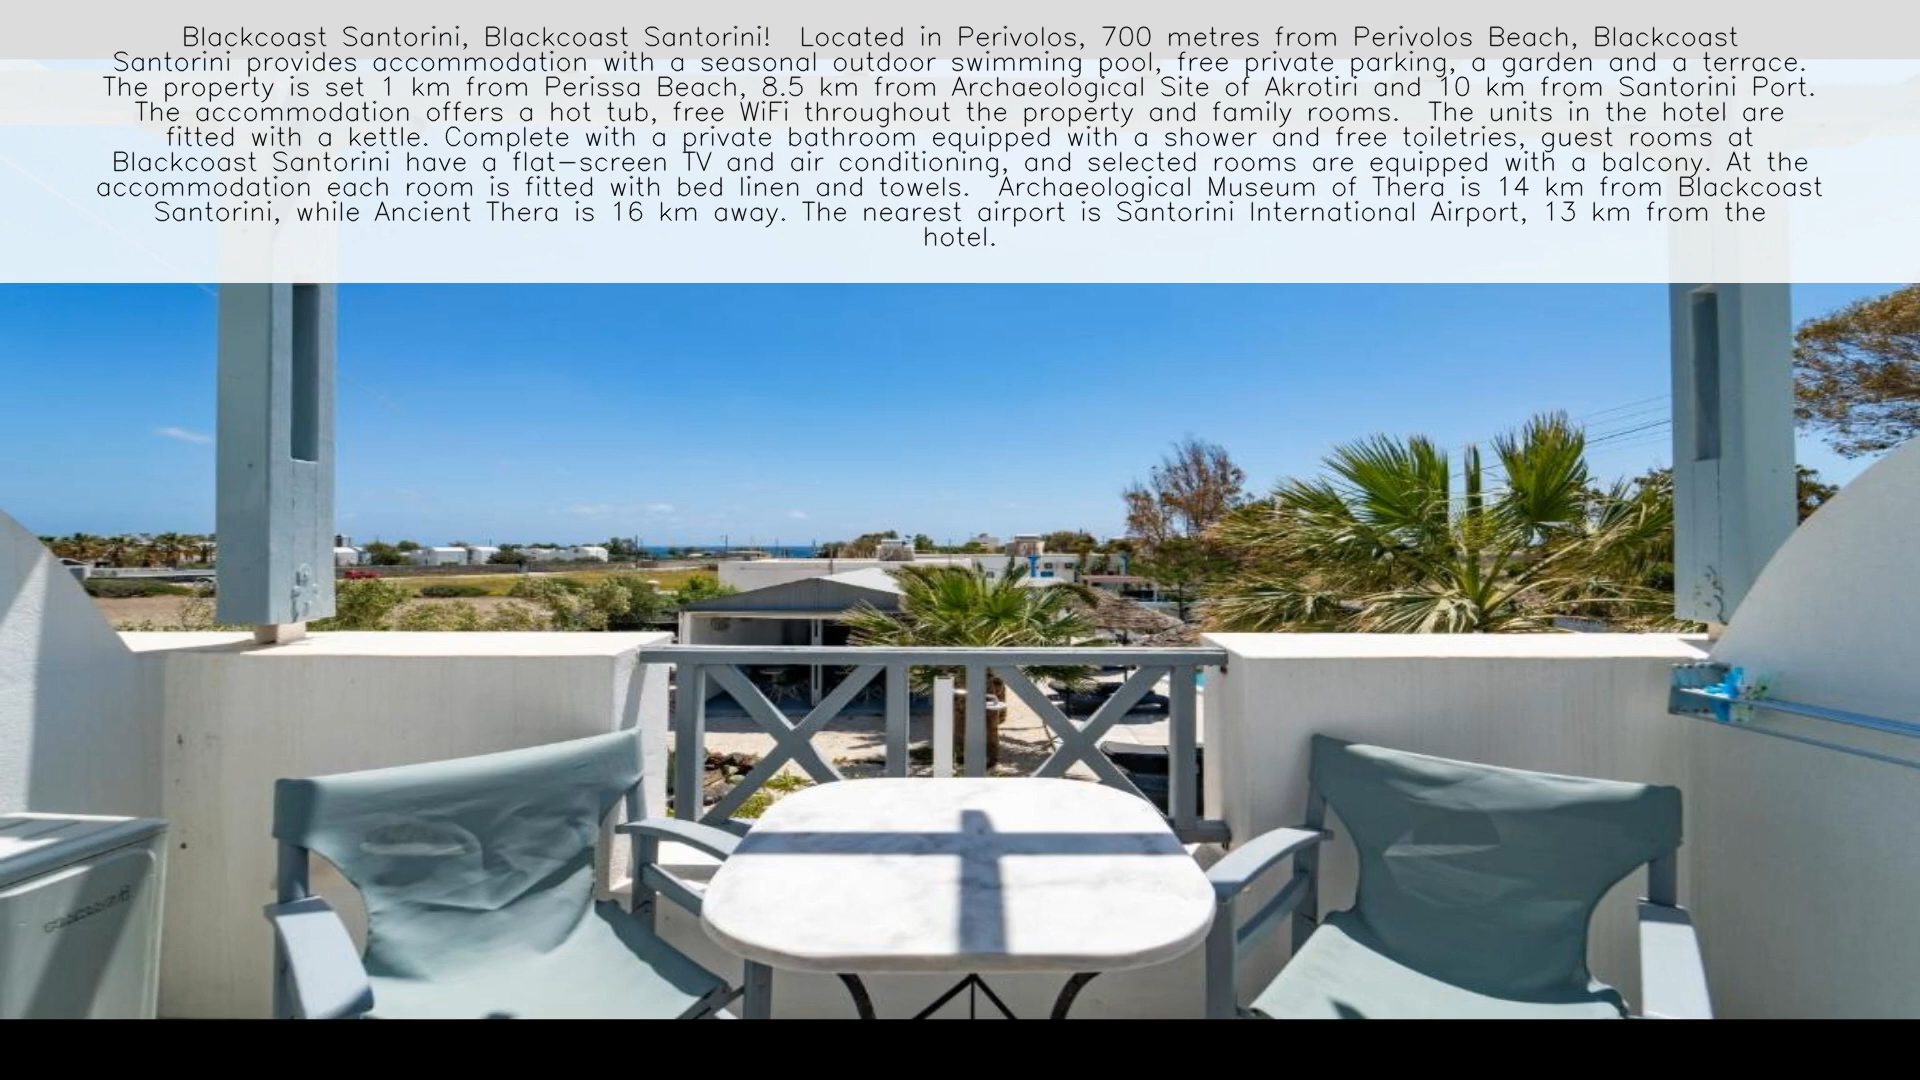 Blackcoast Santorini, Blackcoast Santorini!  Located in Perivolos, 700 metres from Perivolos Beach, Blackcoast
Santorini provides accommodation with a seasonal outdoor swimming pool, free private parking, a garden and a terrace.
The property is set 1 km from Perissa Beach, 8.5 km from Archaeological Site of Akrotiri and 10 km from Santorini Port.
The accommodation offers a hot tub, free WiFi throughout the property and family rooms.  The units in the hotel are
fitted with a kettle. Complete with a private bathroom equipped with a shower and free toiletries, guest rooms at
Blackcoast Santorini have a flat-screen TV and air conditioning, and selected rooms are equipped with a balcony. At the
accommodation each room is fitted with bed linen and towels.  Archaeological Museum of Thera is 14 km from Blackcoast
Santorini, while Ancient Thera is 16 km away. The nearest airport is Santorini International Airport, 13 km from the
hotel.